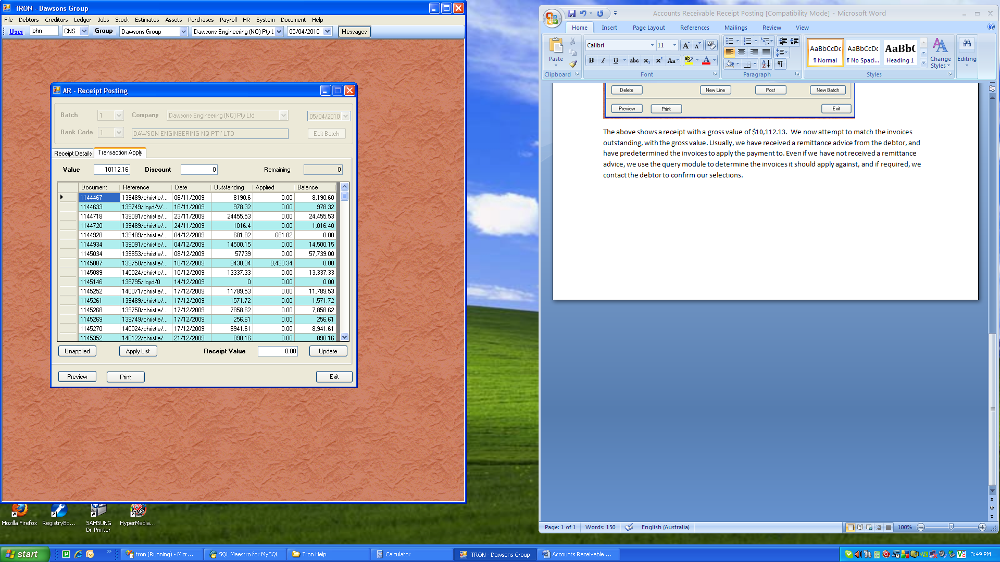 TRON - Dawsons Group
File Debtors Creditors Ledger Jobs Stock Estimates Assets Purchases Payroll HR System Document Help
User john CNS Group Dawsons Group Dawsons Engineering (NQ) Pty L 05/04/2010 Messages
AR - Receipt Posting
Batch 1 Company Dawsons Engineering (NQ) Pty Ltd 05/04/2010
Bank Code 1 DAWSON ENGINEERING NQ PTY LTD Edit Batch
Receipt Details Transaction Apply
Value 10112.16 Discount 0 Remaining 0
Document Reference Date Outstanding Applied Balance
1144467 139489/christie/... 06/11/2009 8190.6 0.00 8,190.60
1144633 139749/lloyd/W... 16/11/2009 978.32 0.00 978.32
1144718 139091/christie/... 23/11/2009 24455.53 0.00 24,455.53
1144720 139489/christie/... 24/11/2009 1016.4 0.00 1,016.40
1144928 139489/christie/... 04/12/2009 681.82 681.82 0.00
1144934 139091/christie/... 04/12/2009 14500.15 0.00 14,500.15
1145034 139853/christie/... 08/12/2009 57739 0.00 57,739.00
1145087 139750/christie/... 10/12/2009 9430.34 9,430.34 0.00
1145089 140024/christie/... 10/12/2009 13337.33 0.00 13,337.33
1145146 138795/lloyd/0 14/12/2009 0 0.00 0.00
1145252 140071/christie/... 17/12/2009 11789.53 0.00 11,789.53
1145261 139489/christie/... 17/12/2009 1571.72 0.00 1,571.72
1145268 139750/christie/... 17/12/2009 7858.62 0.00 7,858.62
1145269 139749/christie/... 17/12/2009 256.61 0.00 256.61
1145270 140024/christie/... 17/12/2009 8941.61 0.00 8,941.61
1145352 140122/christie/ 21/12/2009 890.16 0.00 890.16
Unapplied Apply List Receipt Value 0.00 Update
Preview Print Exit
Mozilla Firefox RegistryBo... SAMSUNG Dr.Printer HyperMedia...
Accounts Receivable Receipt Posting [Compatibility Mode] - Microsoft Word
Home Insert Page Layout References Mailings Review View
Paste Calibri 11 AaBbCcDc AaBbCcDc AaBbC
¶ Normal ¶ No Spaci... Heading 1 Change Styles Editing
Clipboard Font Paragraph Styles
Delete New Line Post New Batch
Preview Print Exit
The above shows a receipt with a gross value of $10,112.13. We now attempt to match the invoices
outstanding, with the gross value. Usually, we have received a remittance advice from the debtor, and
have predetermined the invoices to apply the payment to. Even if we have not received a remittance
advice, we use the query module to determine the invoices it should apply against, and if required, we
contact the debtor to confirm our selections.
Page: 1 of 1 Words: 150 English (Australia) 100%
start tron (Running) - Micr... SQL Maestro for MySQL Tron Help Calculator TRON - Dawsons Group Accounts Receivable ... 3:49 PM